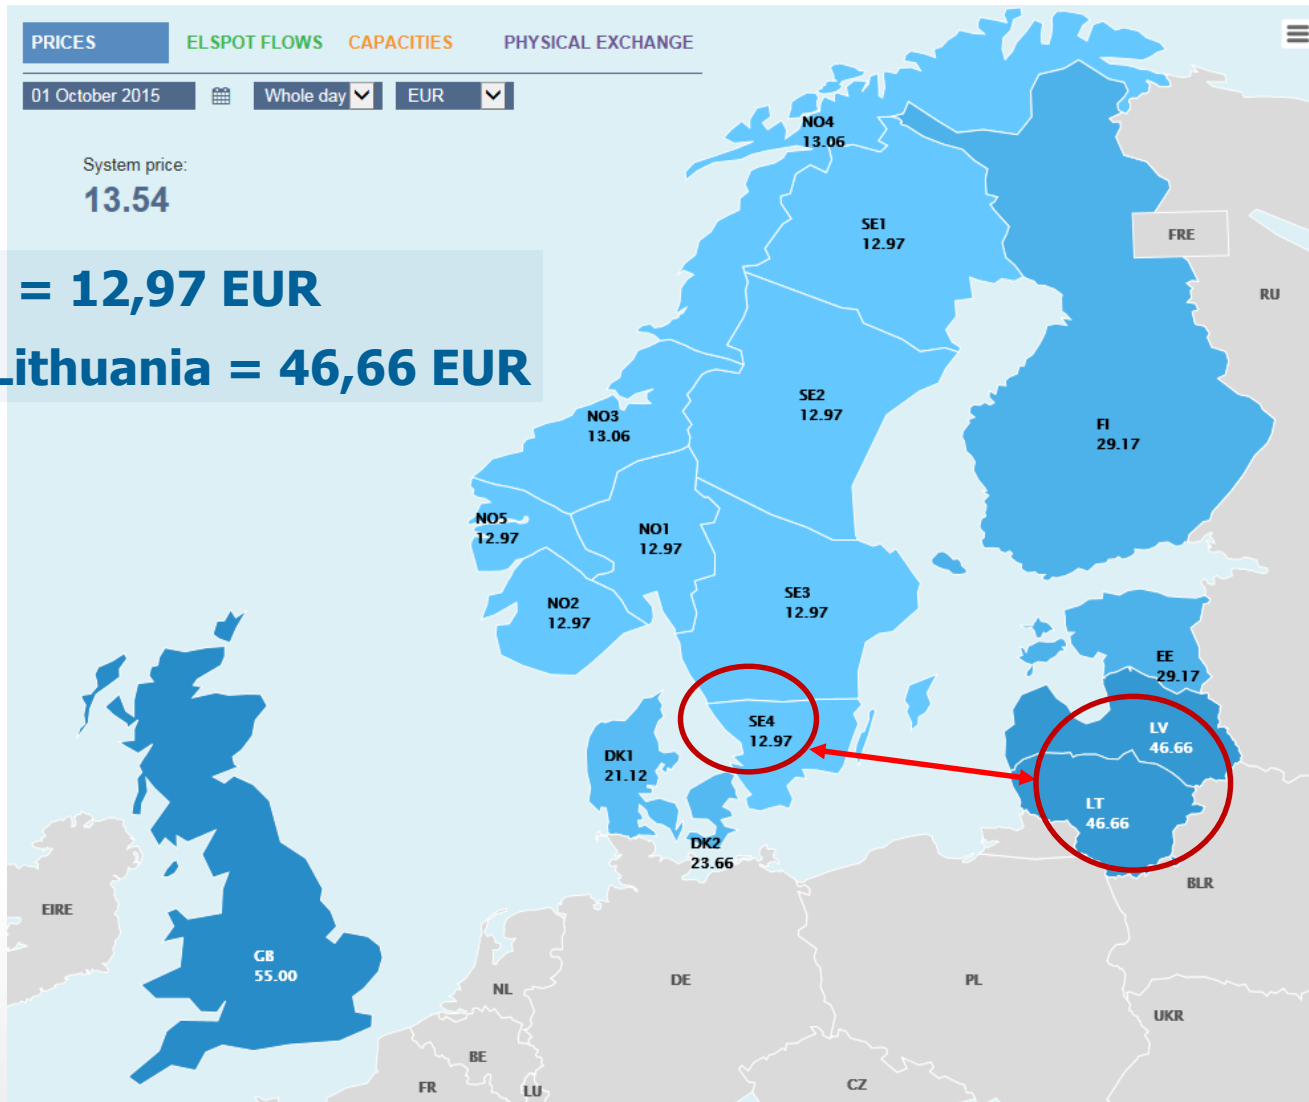 PRICES ELSPOT FLOWS CAPACITIES PHYSICAL EXCHANGE
01 October 2015 Whole day EUR
System price:
13.54
= 12,97 EUR
Lithuania = 46,66 EUR
NO4
13.06
SE1
12.97
FRE
RU
SE2
12.97
NO3
13.06
FI
29.17
NO5
12.97
NO1
12.97
NO2
12.97
SE3
12.97
EE
29.17
SE4
12.97
LV
46.66
DK1
21.12
LT
46.66
DK2
23.66
BLR
EIRE
GB
55.00
NL
DE
PL
UKR
BE
FR
LU
CZ